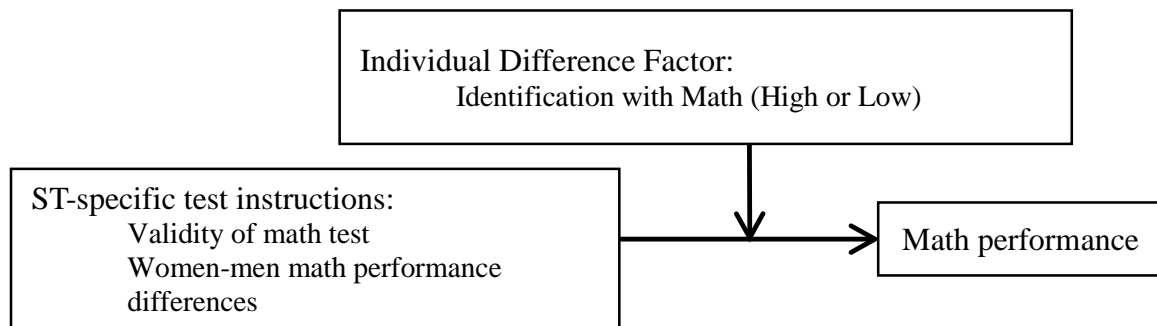 Individual Difference Factor:
Identification with Math (High or Low)
ST-specific test instructions:
Validity of math test
Women-men math performance
differences
Math performance